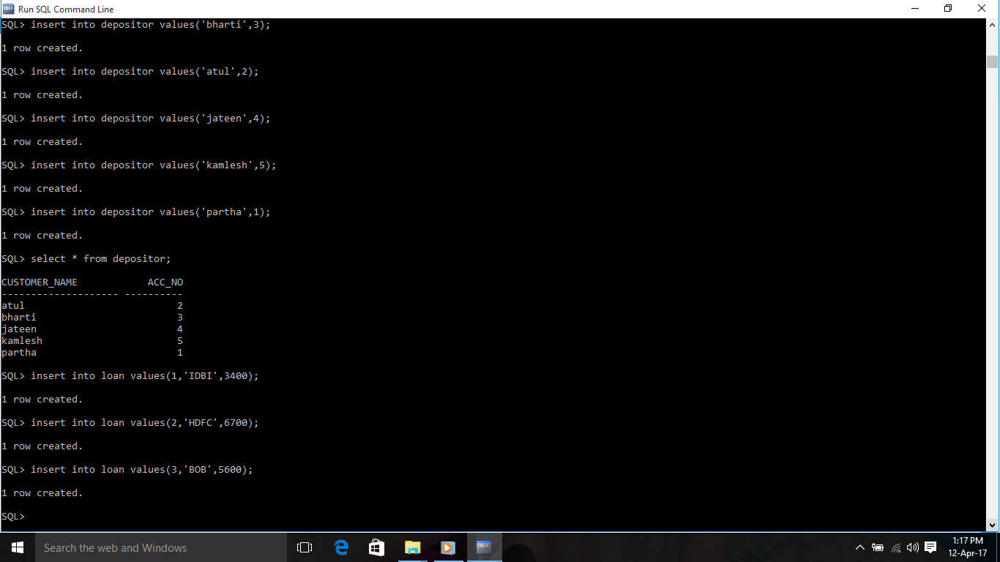 Run SQL Command Line
SQL> insert into depositor values('bharti',3);
1 row created.
SQL> insert into depositor values('atul',2);
1 row created.
SQL> insert into depositor values('jateen',4);
1 row created.
SQL> insert into depositor values('kamlesh',5);
1 row created.
SQL> insert into depositor values('partha',1);
1 row created.
SQL> select * from depositor;
CUSTOMER_NAME            ACC_NO
-------------------- ----------
atul                          2
bharti                        3
jateen                        4
kamlesh                       5
partha                        1
SQL> insert into loan values(1,'IDBI',3400);
1 row created.
SQL> insert into loan values(2,'HDFC',6700);
1 row created.
SQL> insert into loan values(3,'BOB',5600);
1 row created.
SQL>
Search the web and Windows
1:17 PM
12-Apr-17